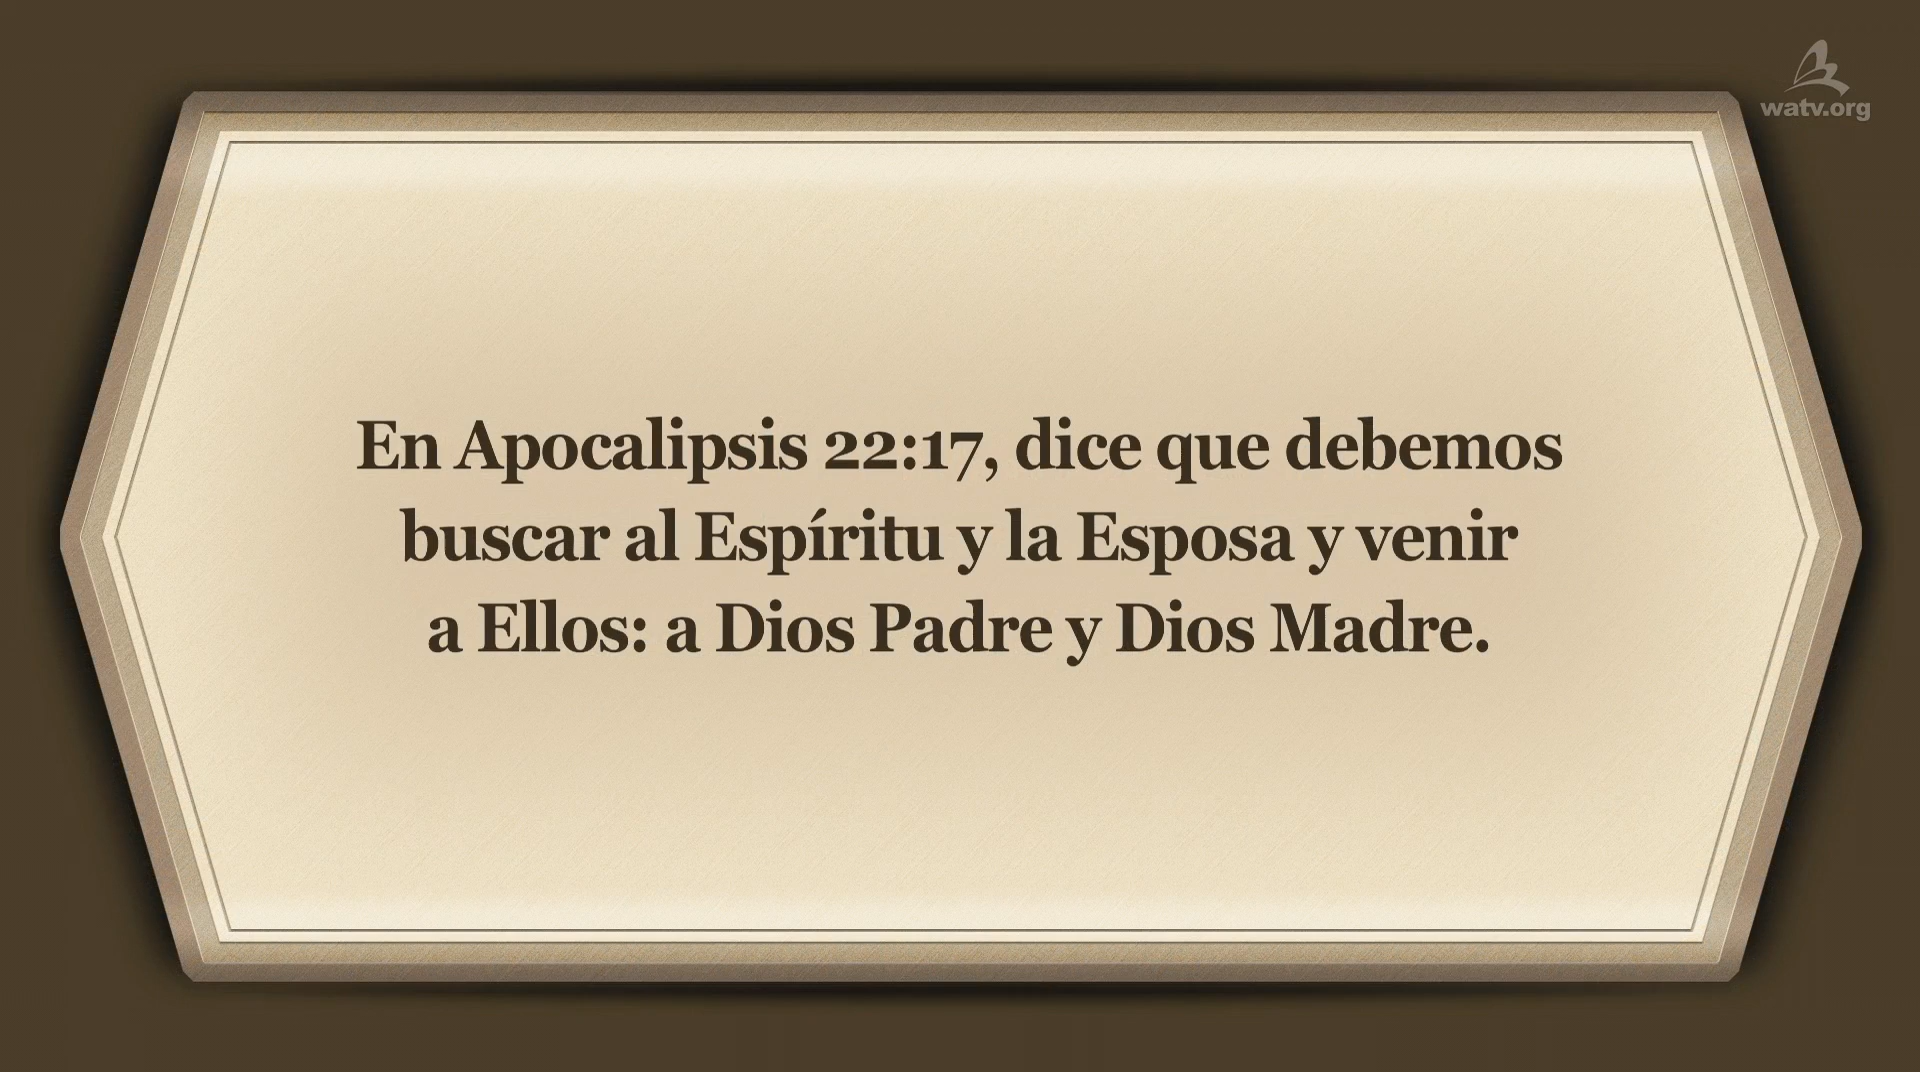 watv.org
En Apocalipsis 22:17, dice que debemos
buscar al Espíritu y la Esposa y venir
a Ellos: a Dios Padre y Dios Madre.